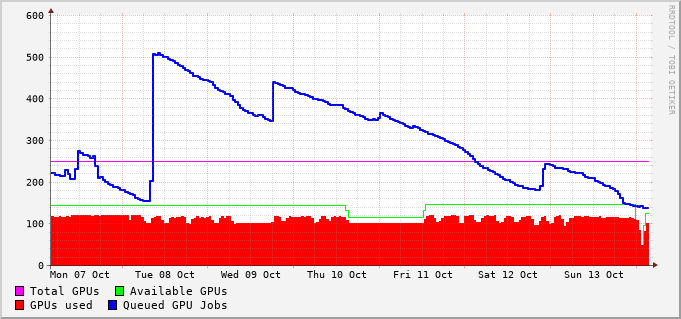 600
500
400
300
200
100
0
Mon 07 Oct Tue 08 Oct Wed 09 Oct Thu 10 Oct Fri 11 Oct Sat 12 Oct Sun 13 Oct
Total GPUs Available GPUs
GPUs used Queued GPU Jobs
RRDTOOL / TOBI OETIKER